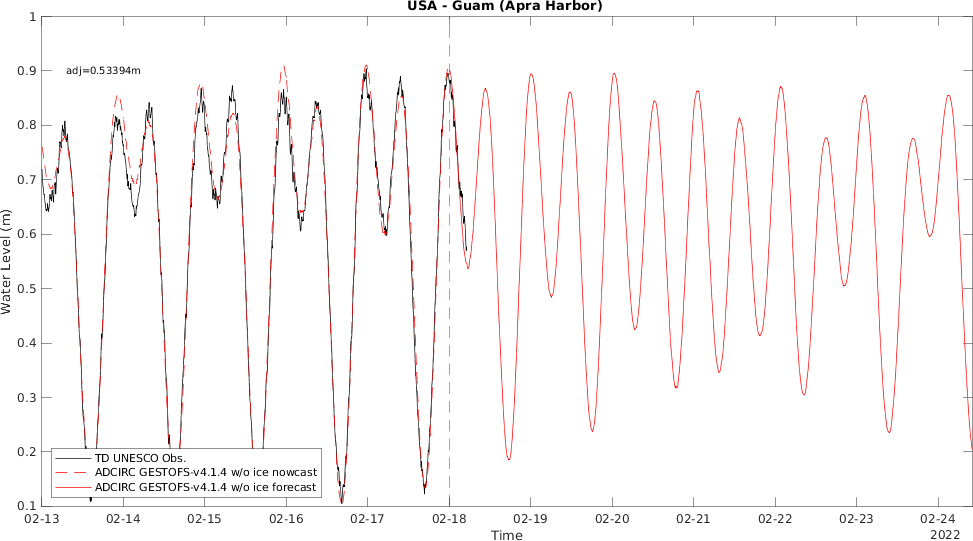 USA - Guam (Apra Harbor)
1
0.9
0.8
0.7
0.6
0.5
0.4
0.3
0.2
0.1
Water Level (m)
adj=0.53394m
TD UNESCO Obs.
ADCIRC GESTOFS-v4.1.4 w/o ice nowcast
ADCIRC GESTOFS-v4.1.4 w/o ice forecast
02-13 02-14 02-15 02-16 02-17 02-18 02-19 02-20 02-21 02-22 02-23 02-24
2022
Time